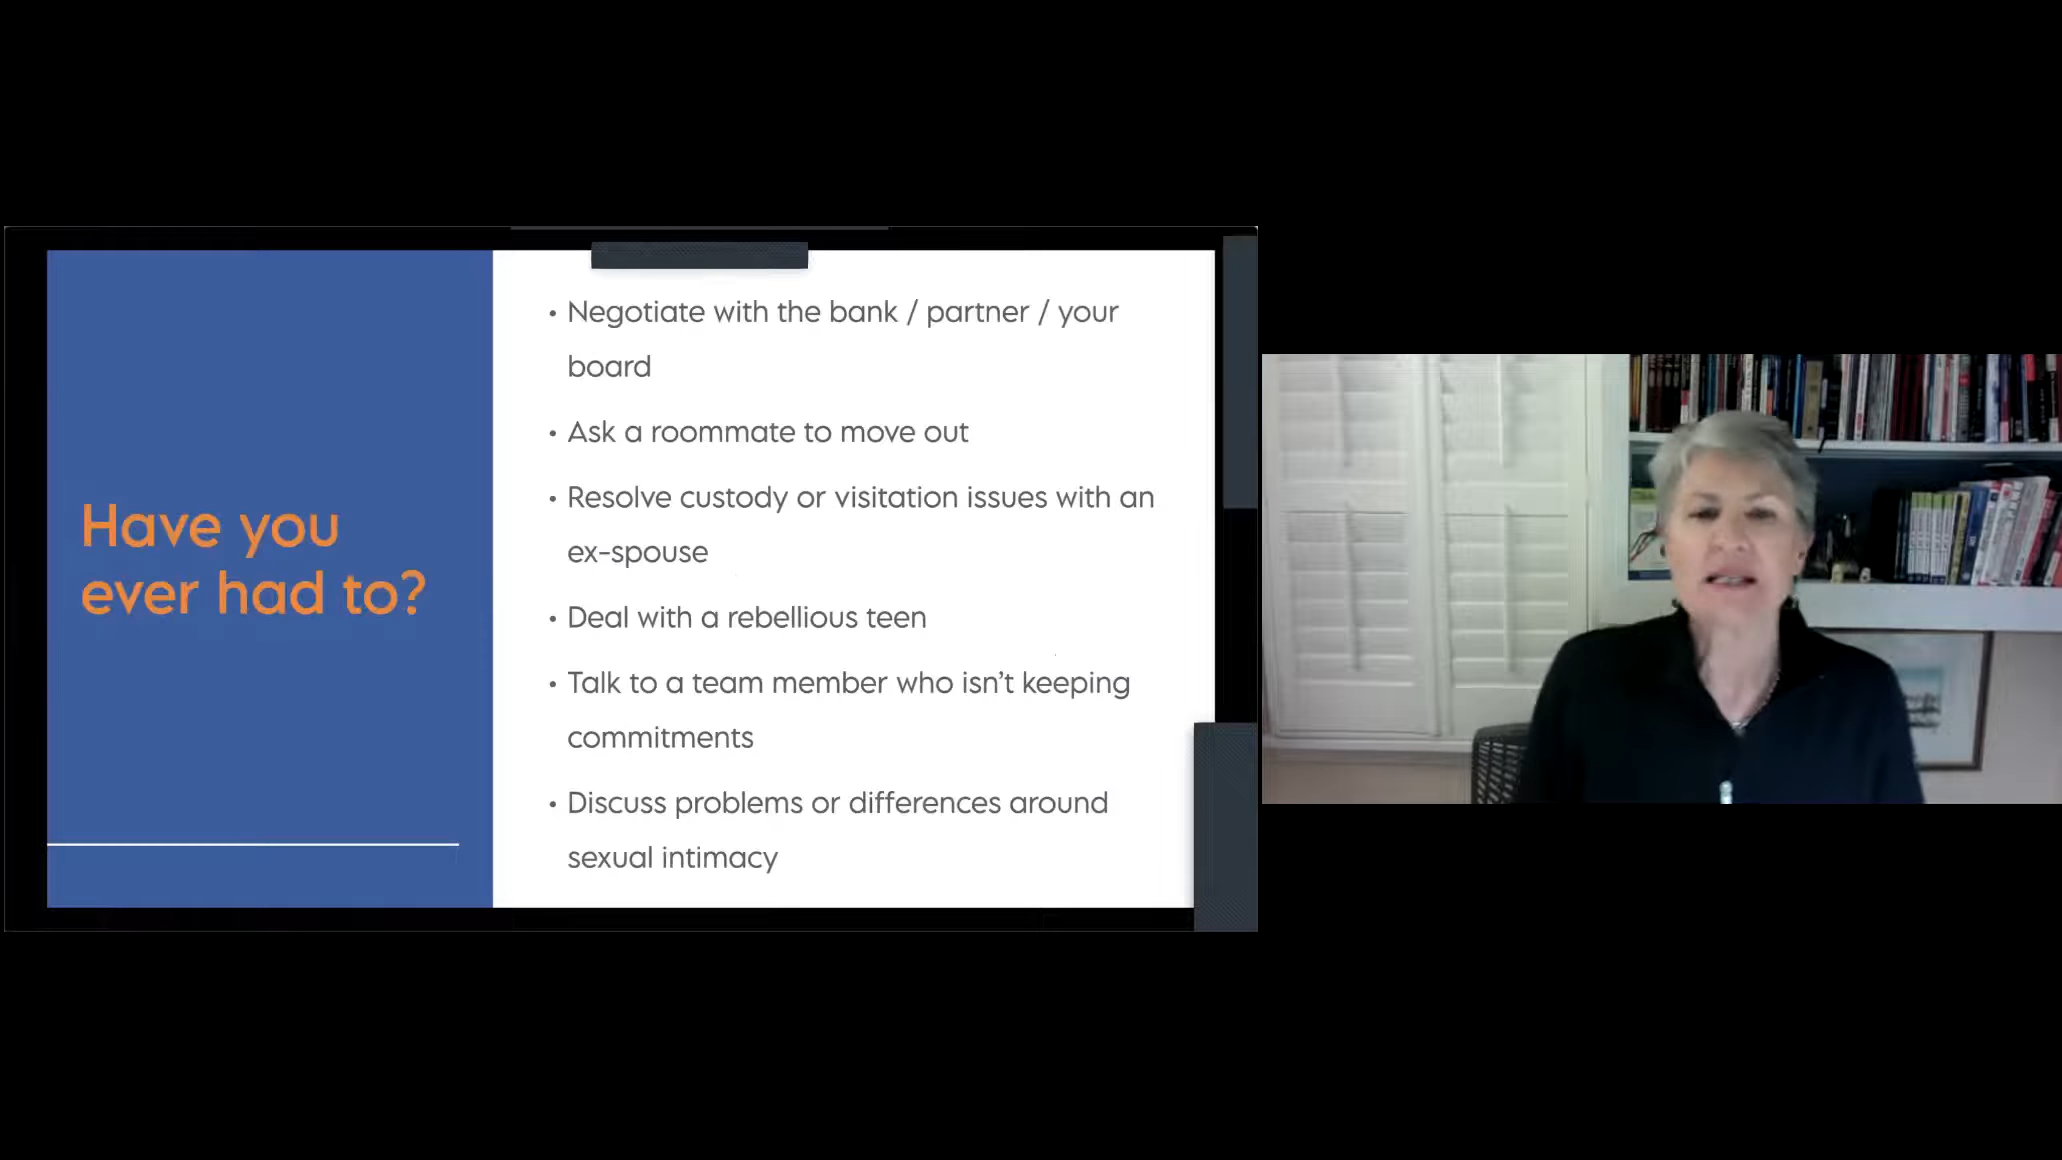 Have you
ever had to?
• Negotiate with the bank / partner / your
board
• Ask a roommate to move out
• Resolve custody or visitation issues with an
ex-spouse
• Deal with a rebellious teen
• Talk to a team member who isn't keeping
commitments
• Discuss problems or differences around
sexual intimacy